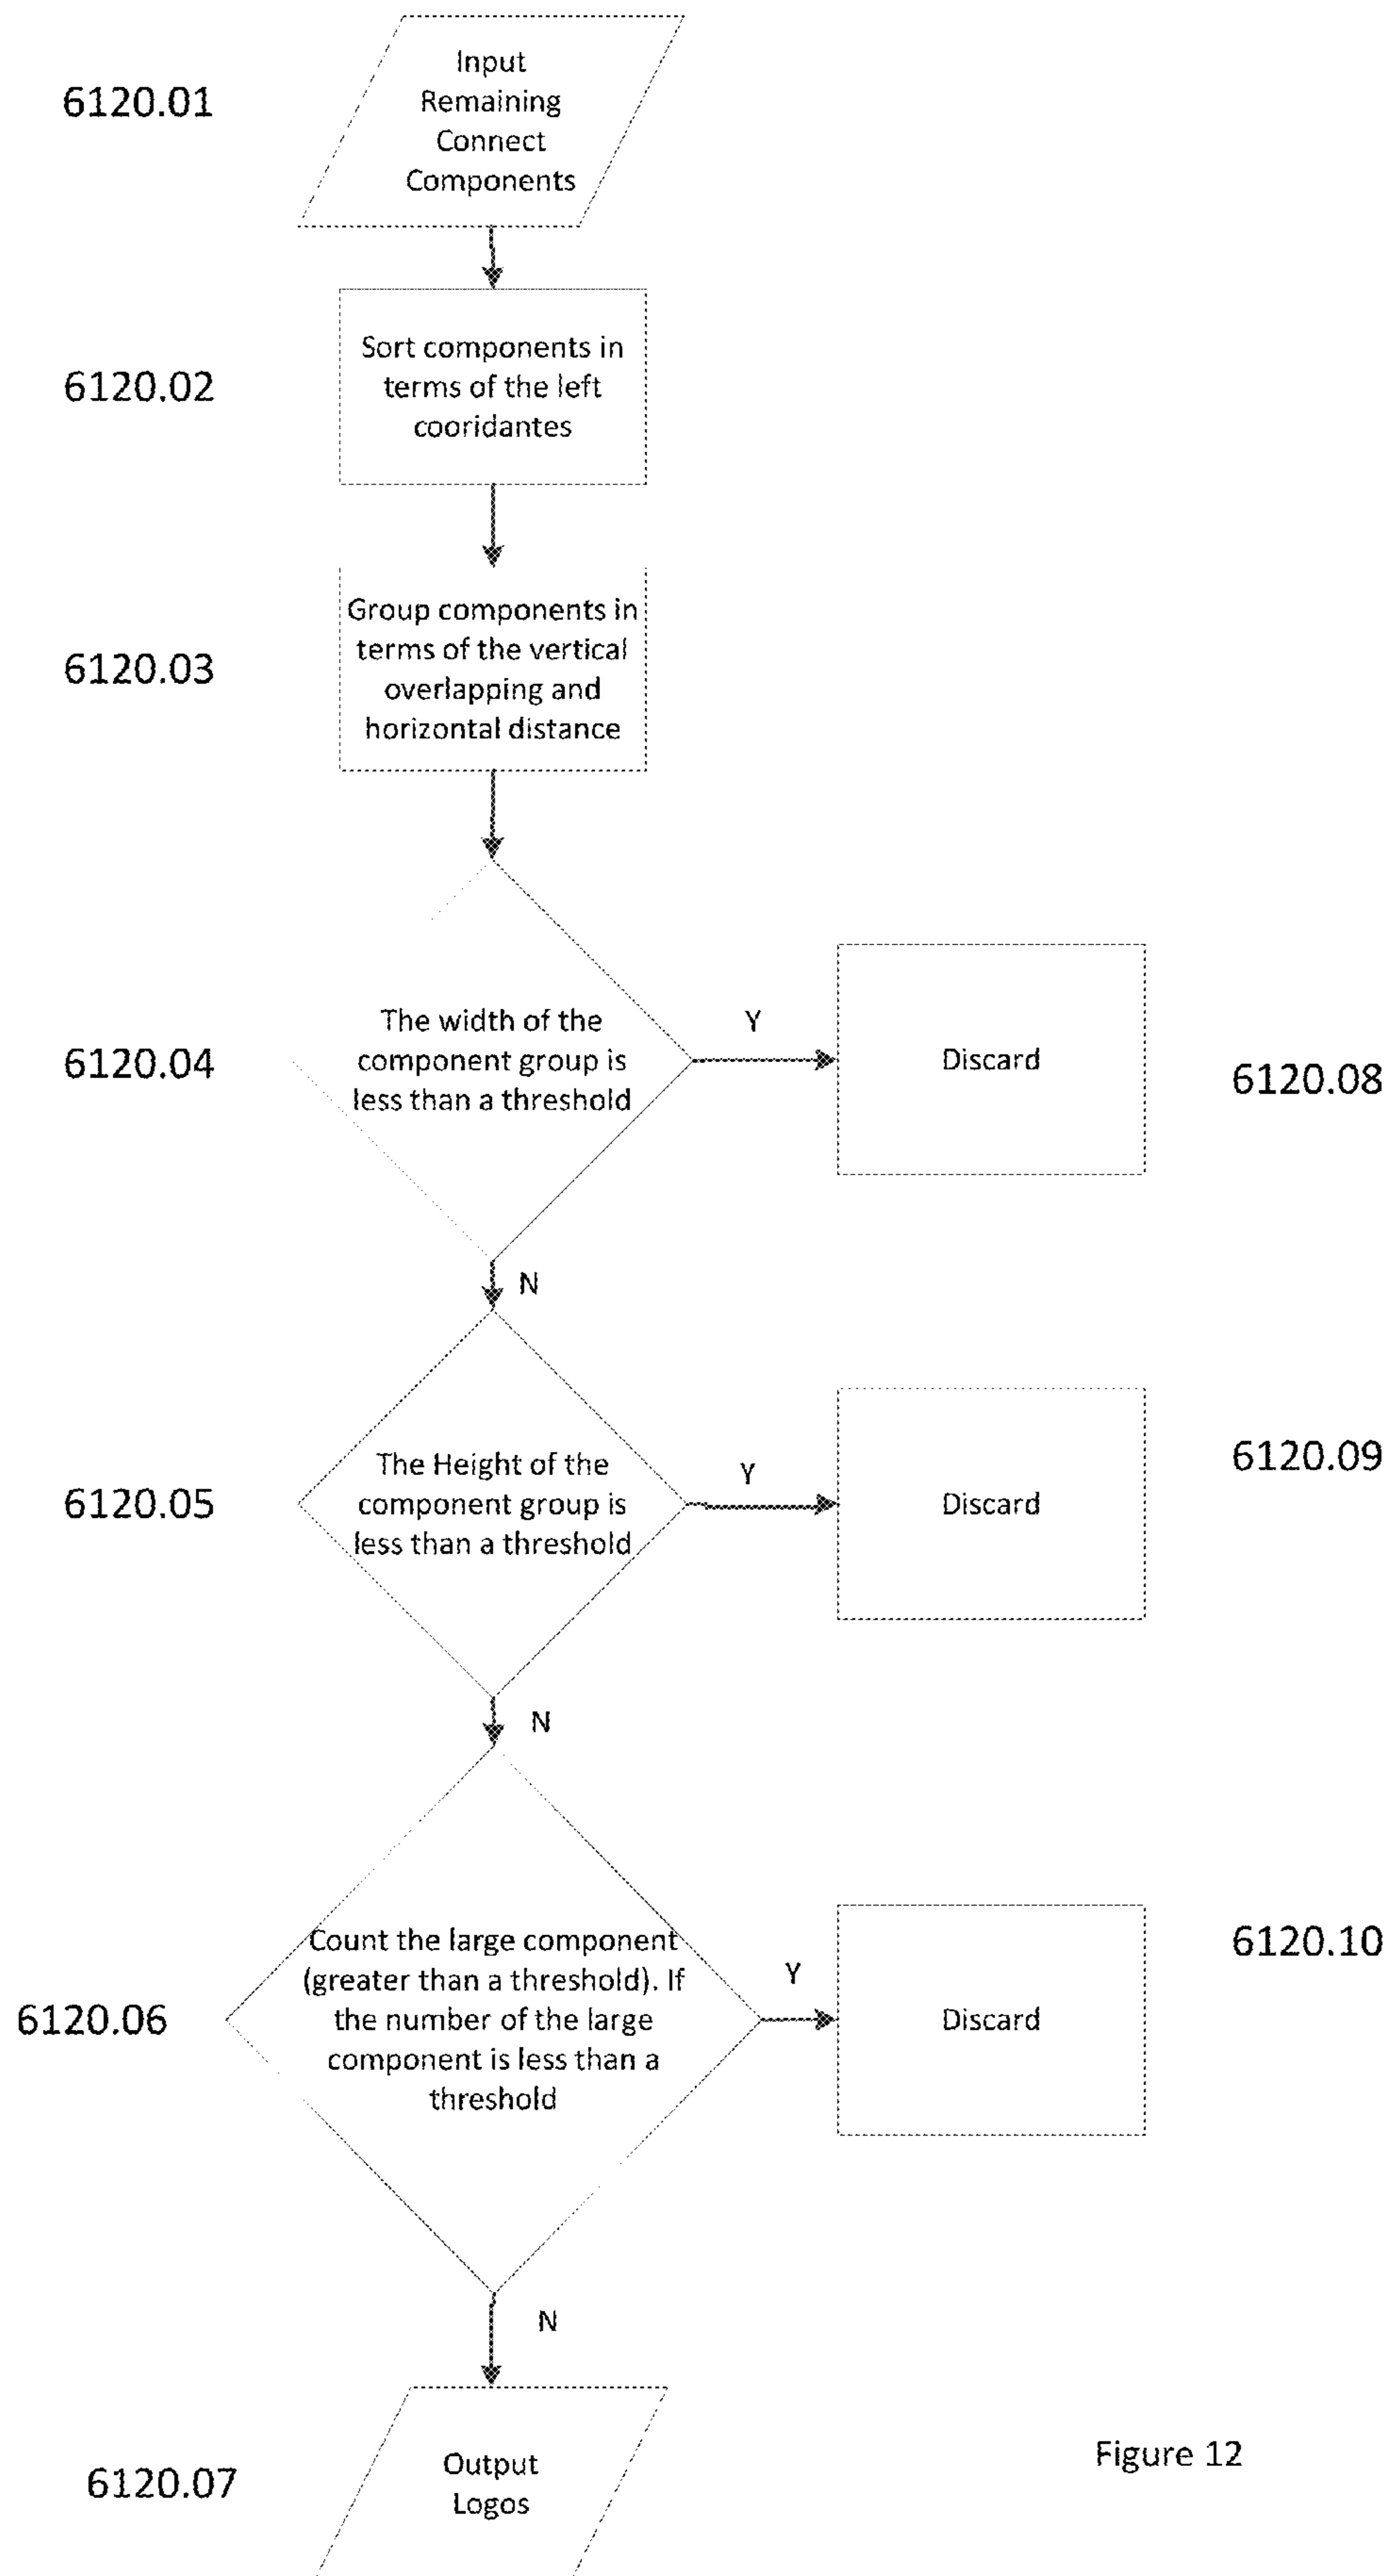 6120.01
Input
Remaining
Connect
Components
6120.02
Sort components in
terms of the left
cooridantes
6120.03
Group components in
terms of the vertical
overlapping and
horizontal distance
6120.04
The width of the
component group is
less than a threshold
Y
Discard
6120.08
N
6120.05
The Height of the
component group is
less than a threshold
Y
Discard
6120.09
N
6120.06
Count the large component
(greater than a threshold). If
the number of the large
component is less than a
threshold
Y
Discard
6120.10
N
6120.07
Output
Logos
Figure 12